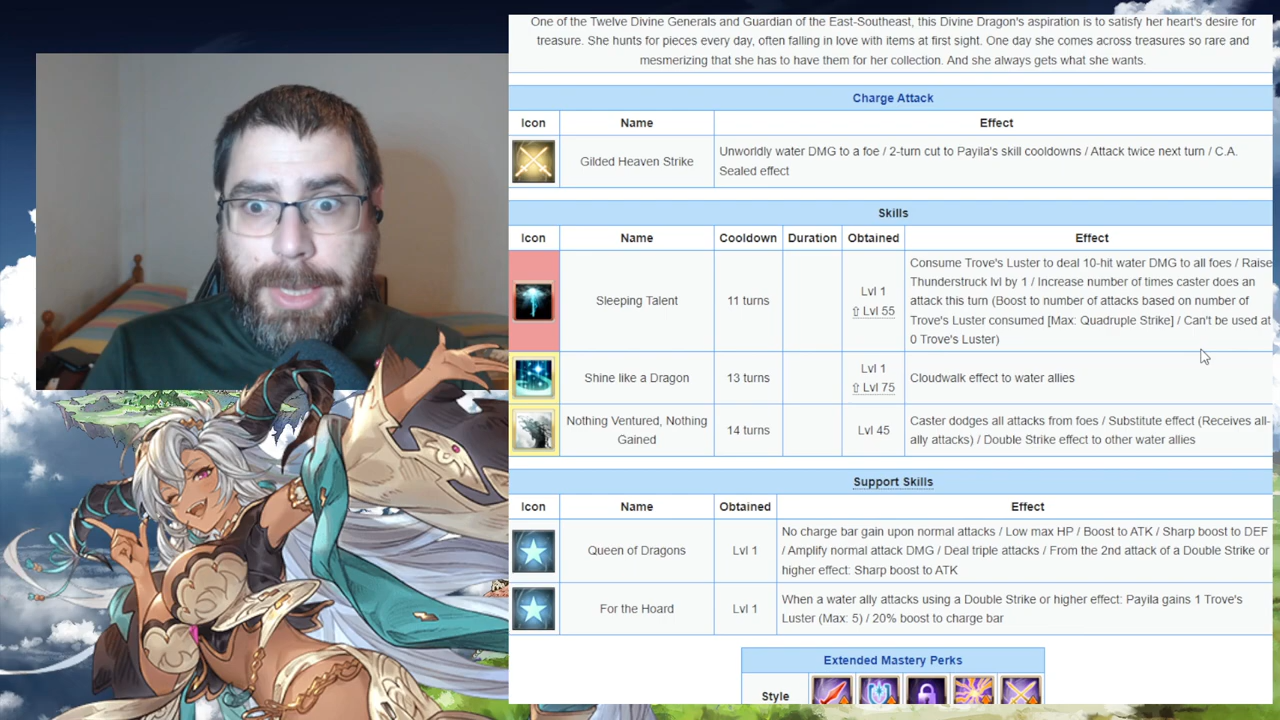 One of the Twelve Divine Generals and Guardian of the East-Southeast, this Divine Dragon's aspiration is to satisfy her heart's desire for
treasure. She hunts for pieces every day, often falling in love with items at first sight. One day she comes across treasures so rare and
mesmerizing that she has to have them for her collection. And she always gets what she wants.
Charge Attack
Icon Name Effect
Gilded Heaven Strike
Unworldly water DMG to a foe / 2-turn cut to Payila's skill cooldowns / Attack twice next turn / C.A.
Sealed effect
Skills
Icon Name Cooldown Duration Obtained Effect
Sleeping Talent
11 turns
Lvl 1
⇧ Lvl 55
Consume Trove's Luster to deal 10-hit water DMG to all foes / Raise
Thunderstruck lvl by 1 / Increase number of times caster does an
attack this turn (Boost to number of attacks based on number of
Trove's Luster consumed [Max: Quadruple Strike] / Can't be used at
0 Trove's Luster)
Shine like a Dragon
13 turns
Lvl 1
⇧ Lvl 75
Cloudwalk effect to water allies
Nothing Ventured, Nothing
Gained
14 turns
Lvl 45
Caster dodges all attacks from foes / Substitute effect (Receives all-
ally attacks) / Double Strike effect to other water allies
Support Skills
Icon Name Obtained Effect
Queen of Dragons
Lvl 1
No charge bar gain upon normal attacks / Low max HP / Boost to ATK / Sharp boost to DEF
/ Amplify normal attack DMG / Deal triple attacks / From the 2nd attack of a Double Strike or
higher effect: Sharp boost to ATK
For the Hoard
Lvl 1
When a water ally attacks using a Double Strike or higher effect: Payila gains 1 Trove's
Luster (Max: 5) / 20% boost to charge bar
Extended Mastery Perks
Style